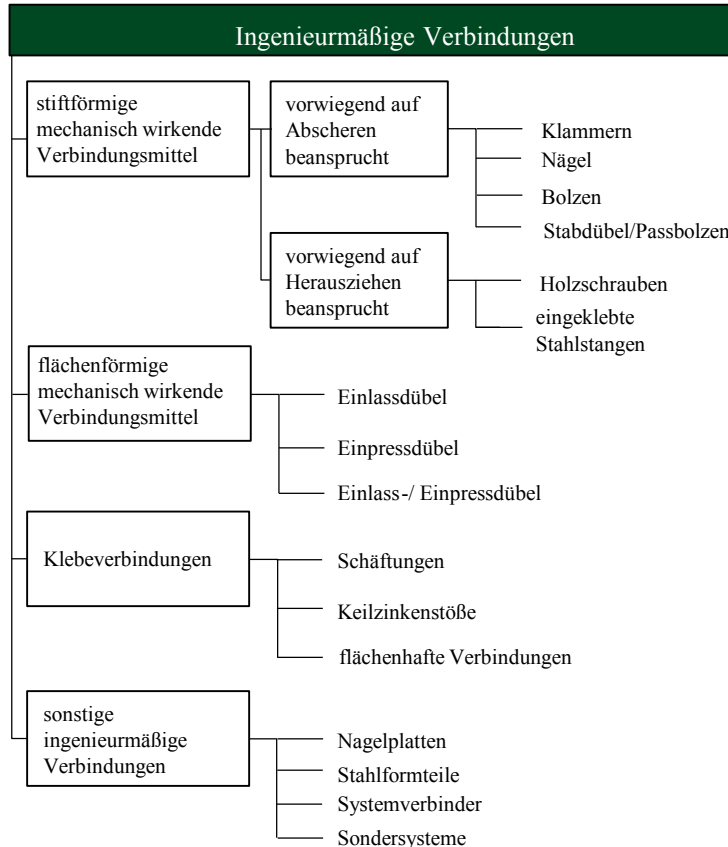 Ingenieurmäßige Verbindungen
stiftförmige
mechanisch wirkende
Verbindungsmittel
vorwiegend auf
Abscheren
beansprucht
Klammern
Nägel
Bolzen
Stabdübel/Passbolzen
vorwiegend auf
Herausziehen
beansprucht
Holzschrauben
eingeklebte
Stahlstangen
flächenförmige
mechanisch wirkende
Verbindungsmittel
Einlassdübel
Einpressdübel
Einlass-/ Einpressdübel
Klebeverbindungen
Schäftungen
Keilzinkenstöße
flächenhafte Verbindungen
sonstige
ingenieurmäßige
Verbindungen
Nagelplatten
Stahlformteile
Systemverbinder
Sondersysteme